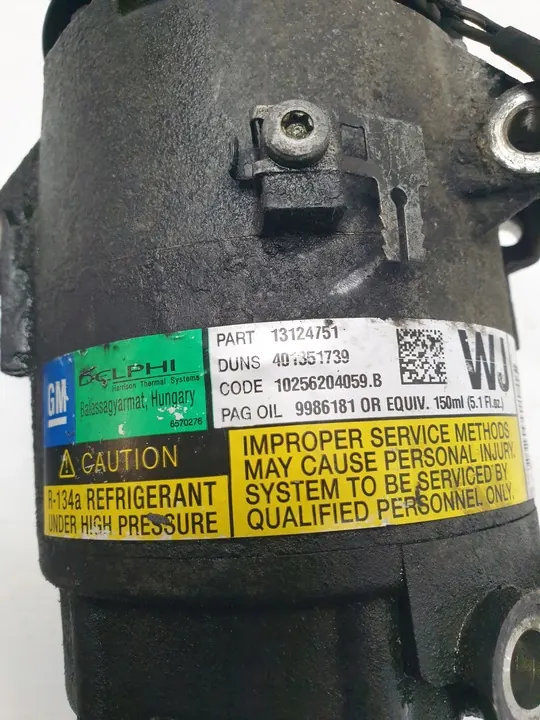 GM
DELPHI
Harrison Thermal Systems
Balassagyarmat, Hungary
6570276
PART 13124751
DUNS 401351739
CODE 10256204059.B
PAG OIL 9986181 OR EQUIV. 150ml (5.1 Fl.oz.)
WJ
CAUTION
R-134a REFRIGERANT
UNDER HIGH PRESSURE
IMPROPER SERVICE METHODS
MAY CAUSE PERSONAL INJURY.
SYSTEM TO BE SERVICED BY
QUALIFIED PERSONNEL ONLY.